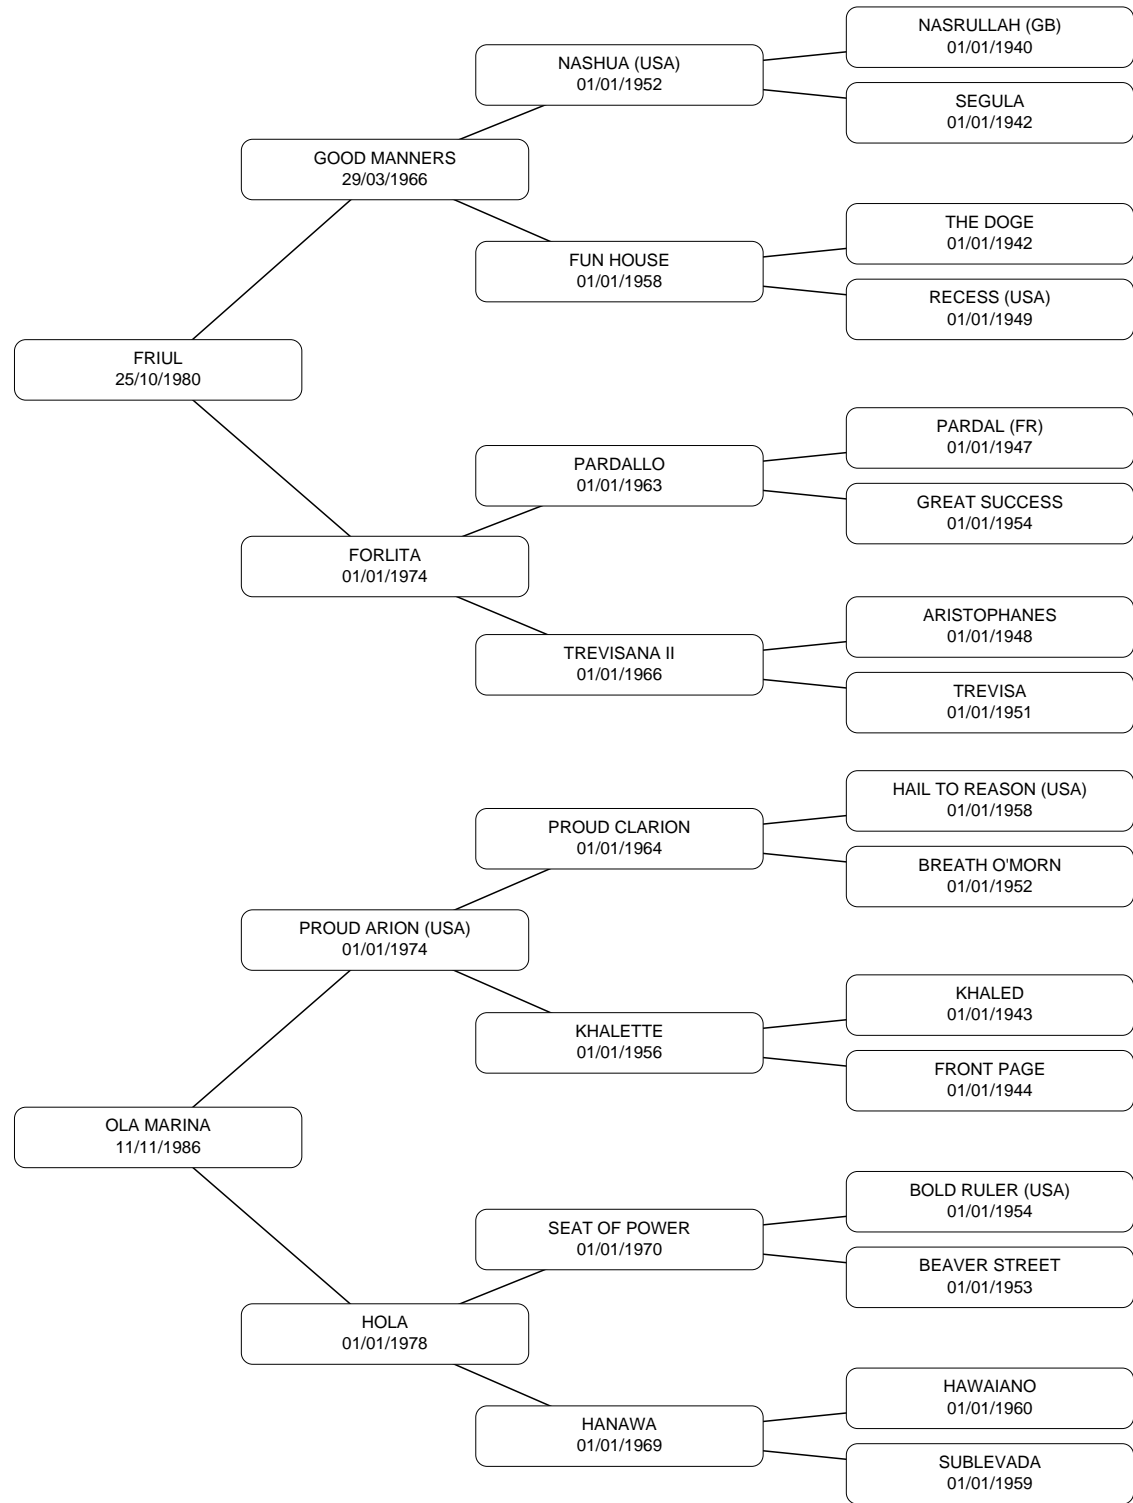 NASRULLAH (GB)
01/01/1940
NASHUA (USA)
01/01/1952
SEGULA
01/01/1942
GOOD MANNERS
29/03/1966
THE DOGE
01/01/1942
FUN HOUSE
01/01/1958
RECESS (USA)
01/01/1949
FRIUL
25/10/1980
PARDAL (FR)
01/01/1947
PARDALLO
01/01/1963
GREAT SUCCESS
01/01/1954
FORLITA
01/01/1974
ARISTOPHANES
01/01/1948
TREVISANA II
01/01/1966
TREVISA
01/01/1951
HAIL TO REASON (USA)
01/01/1958
PROUD CLARION
01/01/1964
BREATH O'MORN
01/01/1952
PROUD ARION (USA)
01/01/1974
KHALED
01/01/1943
KHALETTE
01/01/1956
FRONT PAGE
01/01/1944
OLA MARINA
11/11/1986
BOLD RULER (USA)
01/01/1954
SEAT OF POWER
01/01/1970
BEAVER STREET
01/01/1953
HOLA
01/01/1978
HAWAIANO
01/01/1960
HANAWA
01/01/1969
SUBLEVADA
01/01/1959